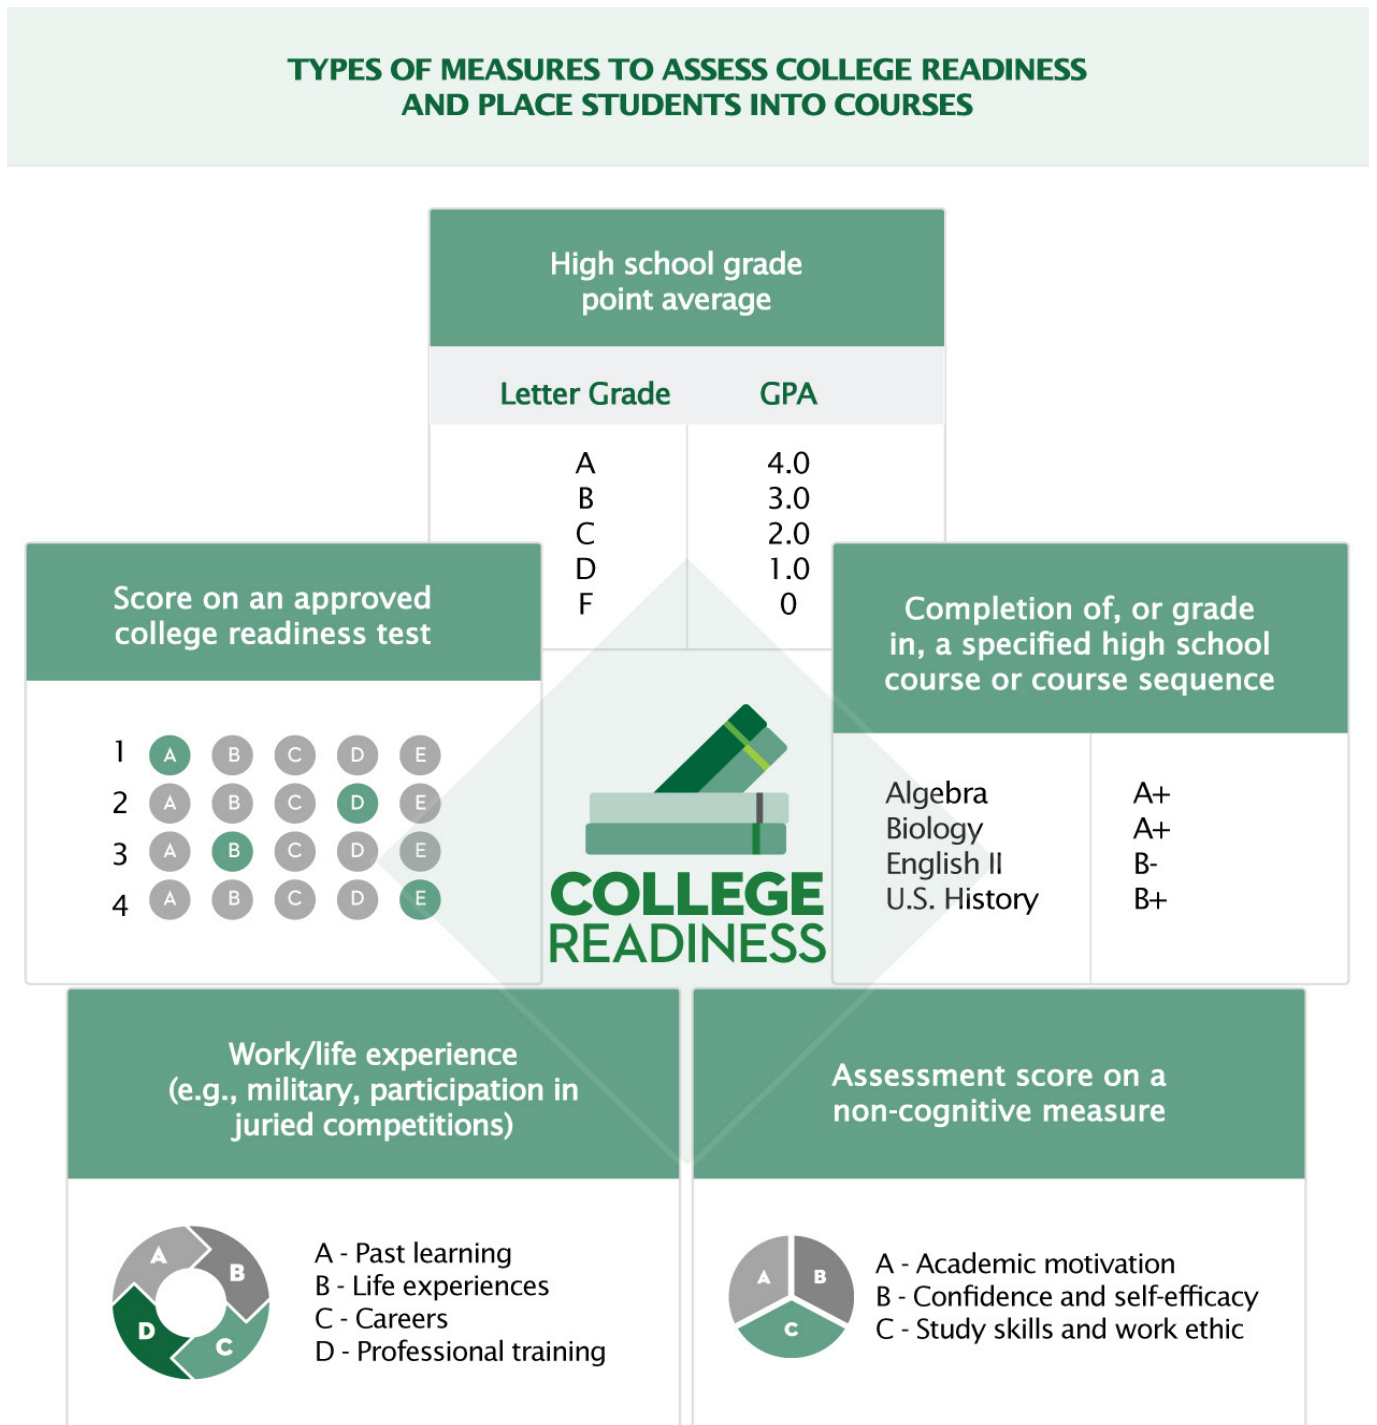 TYPES OF MEASURES TO ASSESS COLLEGE READINESS
AND PLACE STUDENTS INTO COURSES
High school grade
point average
Letter Grade GPA
A 4.0
B 3.0
C 2.0
D 1.0
F 0
Score on an approved
college readiness test
1 A B C D E
2 A B C D E
3 A B C D E
4 A B C D E
COLLEGE
READINESS
Completion of, or grade
in, a specified high school
course or course sequence
Algebra A+
Biology A+
English II B-
U.S. History B+
Work/life experience
(e.g., military, participation in
juried competitions)
A B C D
A - Past learning
B - Life experiences
C - Careers
D - Professional training
Assessment score on a
non-cognitive measure
A B C
A - Academic motivation
B - Confidence and self-efficacy
C - Study skills and work ethic